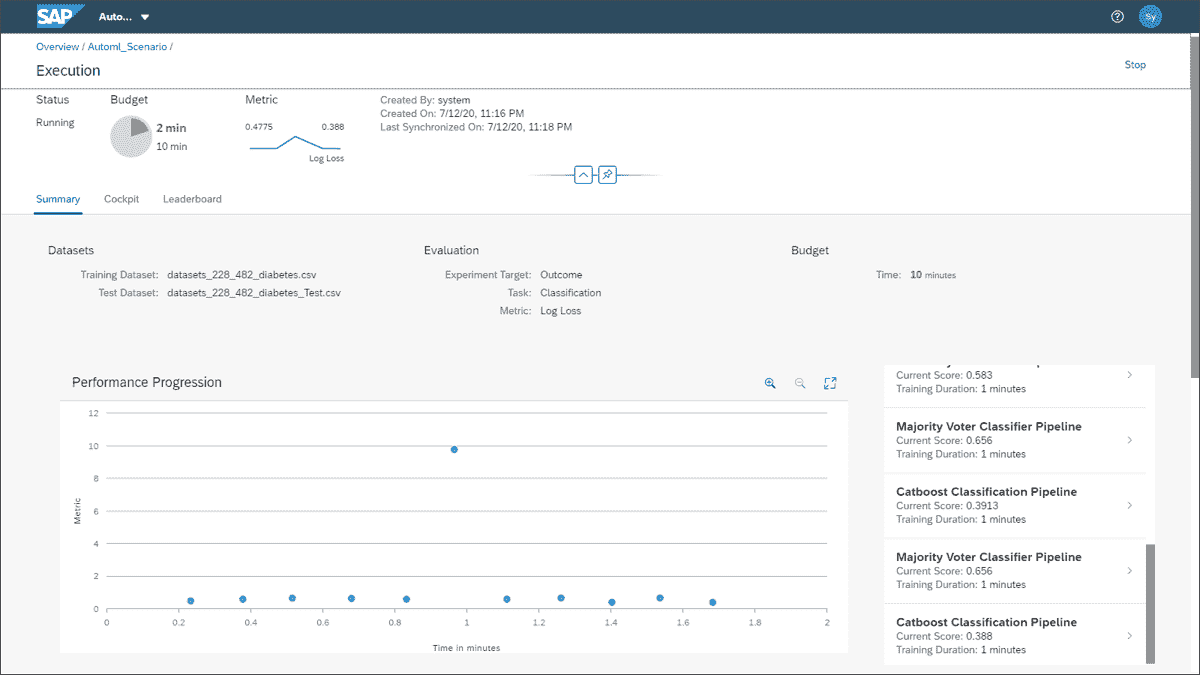 SAP Auto... Sy
Overview / Automl_Scenario /
Execution
Stop
Status Budget Metric
Running
2 min
10 min
0.4775 0.388
Log Loss
Created By: system
Created On: 7/12/20, 11:16 PM
Last Synchronized On: 7/12/20, 11:18 PM
Summary Cockpit Leaderboard
Datasets
Training Dataset: datasets_228_482_diabetes.csv
Test Dataset: datasets_228_482_diabetes_Test.csv
Evaluation
Experiment Target: Outcome
Task: Classification
Metric: Log Loss
Budget
Time: 10 minutes
Performance Progression
12
10
8
6
4
2
0
Metric
0 0.2 0.4 0.6 0.8 1 1.2 1.4 1.6 1.8 2
Time in minutes
Current Score: 0.583
Training Duration: 1 minutes
Majority Voter Classifier Pipeline
Current Score: 0.656
Training Duration: 1 minutes
Catboost Classification Pipeline
Current Score: 0.3913
Training Duration: 1 minutes
Majority Voter Classifier Pipeline
Current Score: 0.656
Training Duration: 1 minutes
Catboost Classification Pipeline
Current Score: 0.388
Training Duration: 1 minutes